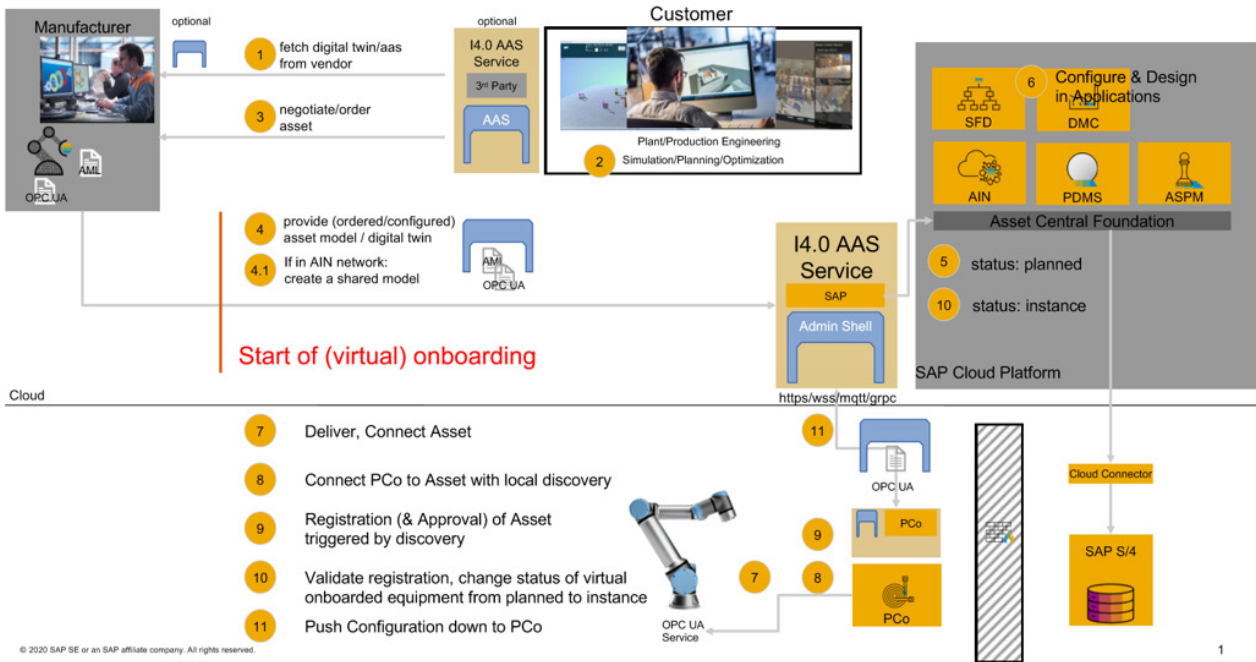 Manufacturer
optional
1
fetch digital twin/aas
from vendor
3
negotiate/order
asset
AML
OPC UA
optional
I4.0 AAS
Service
3rd Party
AAS
Customer
Plant/Production Engineering
2
Simulation/Planning/Optimization
6
Configure & Design
in Applications
SFD
DMC
AIN
PDMS
ASPM
Asset Central Foundation
4
provide (ordered/configured)
asset model / digital twin
4.1
If in AIN network:
create a shared model
AML
OPC UA
I4.0 AAS
Service
SAP
Admin Shell
5
status: planned
10
status: instance
Start of (virtual) onboarding
SAP Cloud Platform
Cloud
https/wss/mqtt/grpc
7
Deliver, Connect Asset
8
Connect PCo to Asset with local discovery
9
Registration (& Approval) of Asset
triggered by discovery
10
Validate registration, change status of virtual
onboarded equipment from planned to instance
11
Push Configuration down to PCo
11
OPC UA
9
PCo
7
8
PCo
OPC UA
Service
Cloud Connector
SAP S/4
© 2020 SAP SE or an SAP affiliate company. All rights reserved.
1